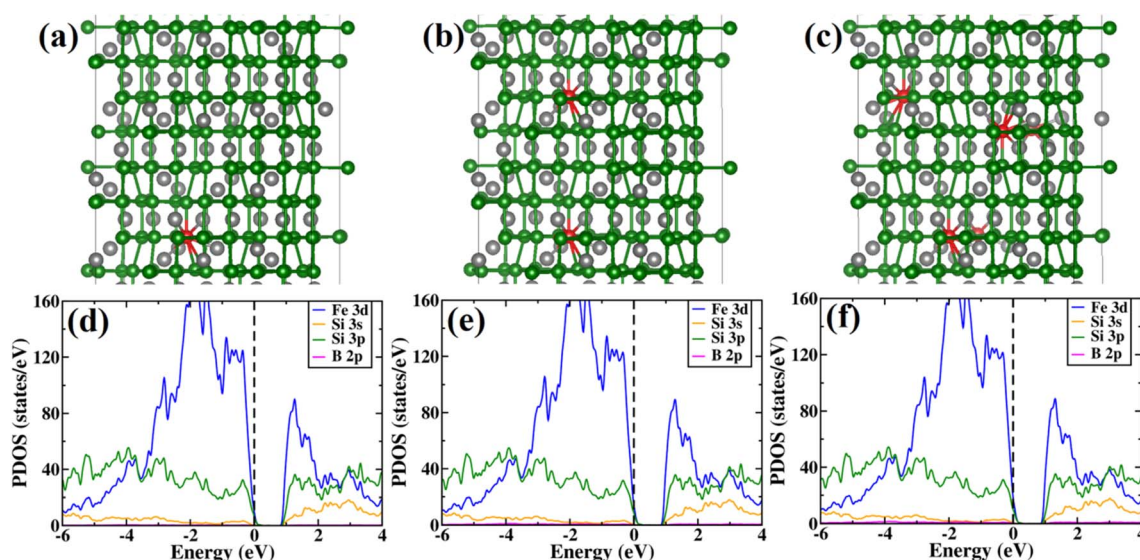 (a)
(b)
(c)
(d)
160
120
80
40
0
PDOS (states/eV)
Fe 3d
Si 3s
Si 3p
B 2p
-6 -4 -2 0 2 4
Energy (eV)
(e)
160
120
80
40
0
PDOS (states/eV)
Fe 3d
Si 3s
Si 3p
B 2p
-6 -4 -2 0 2 4
Energy (eV)
(f)
160
120
80
40
0
PDOS (states/eV)
Fe 3d
Si 3s
Si 3p
B 2p
-6 -4 -2 0 2 4
Energy (eV)